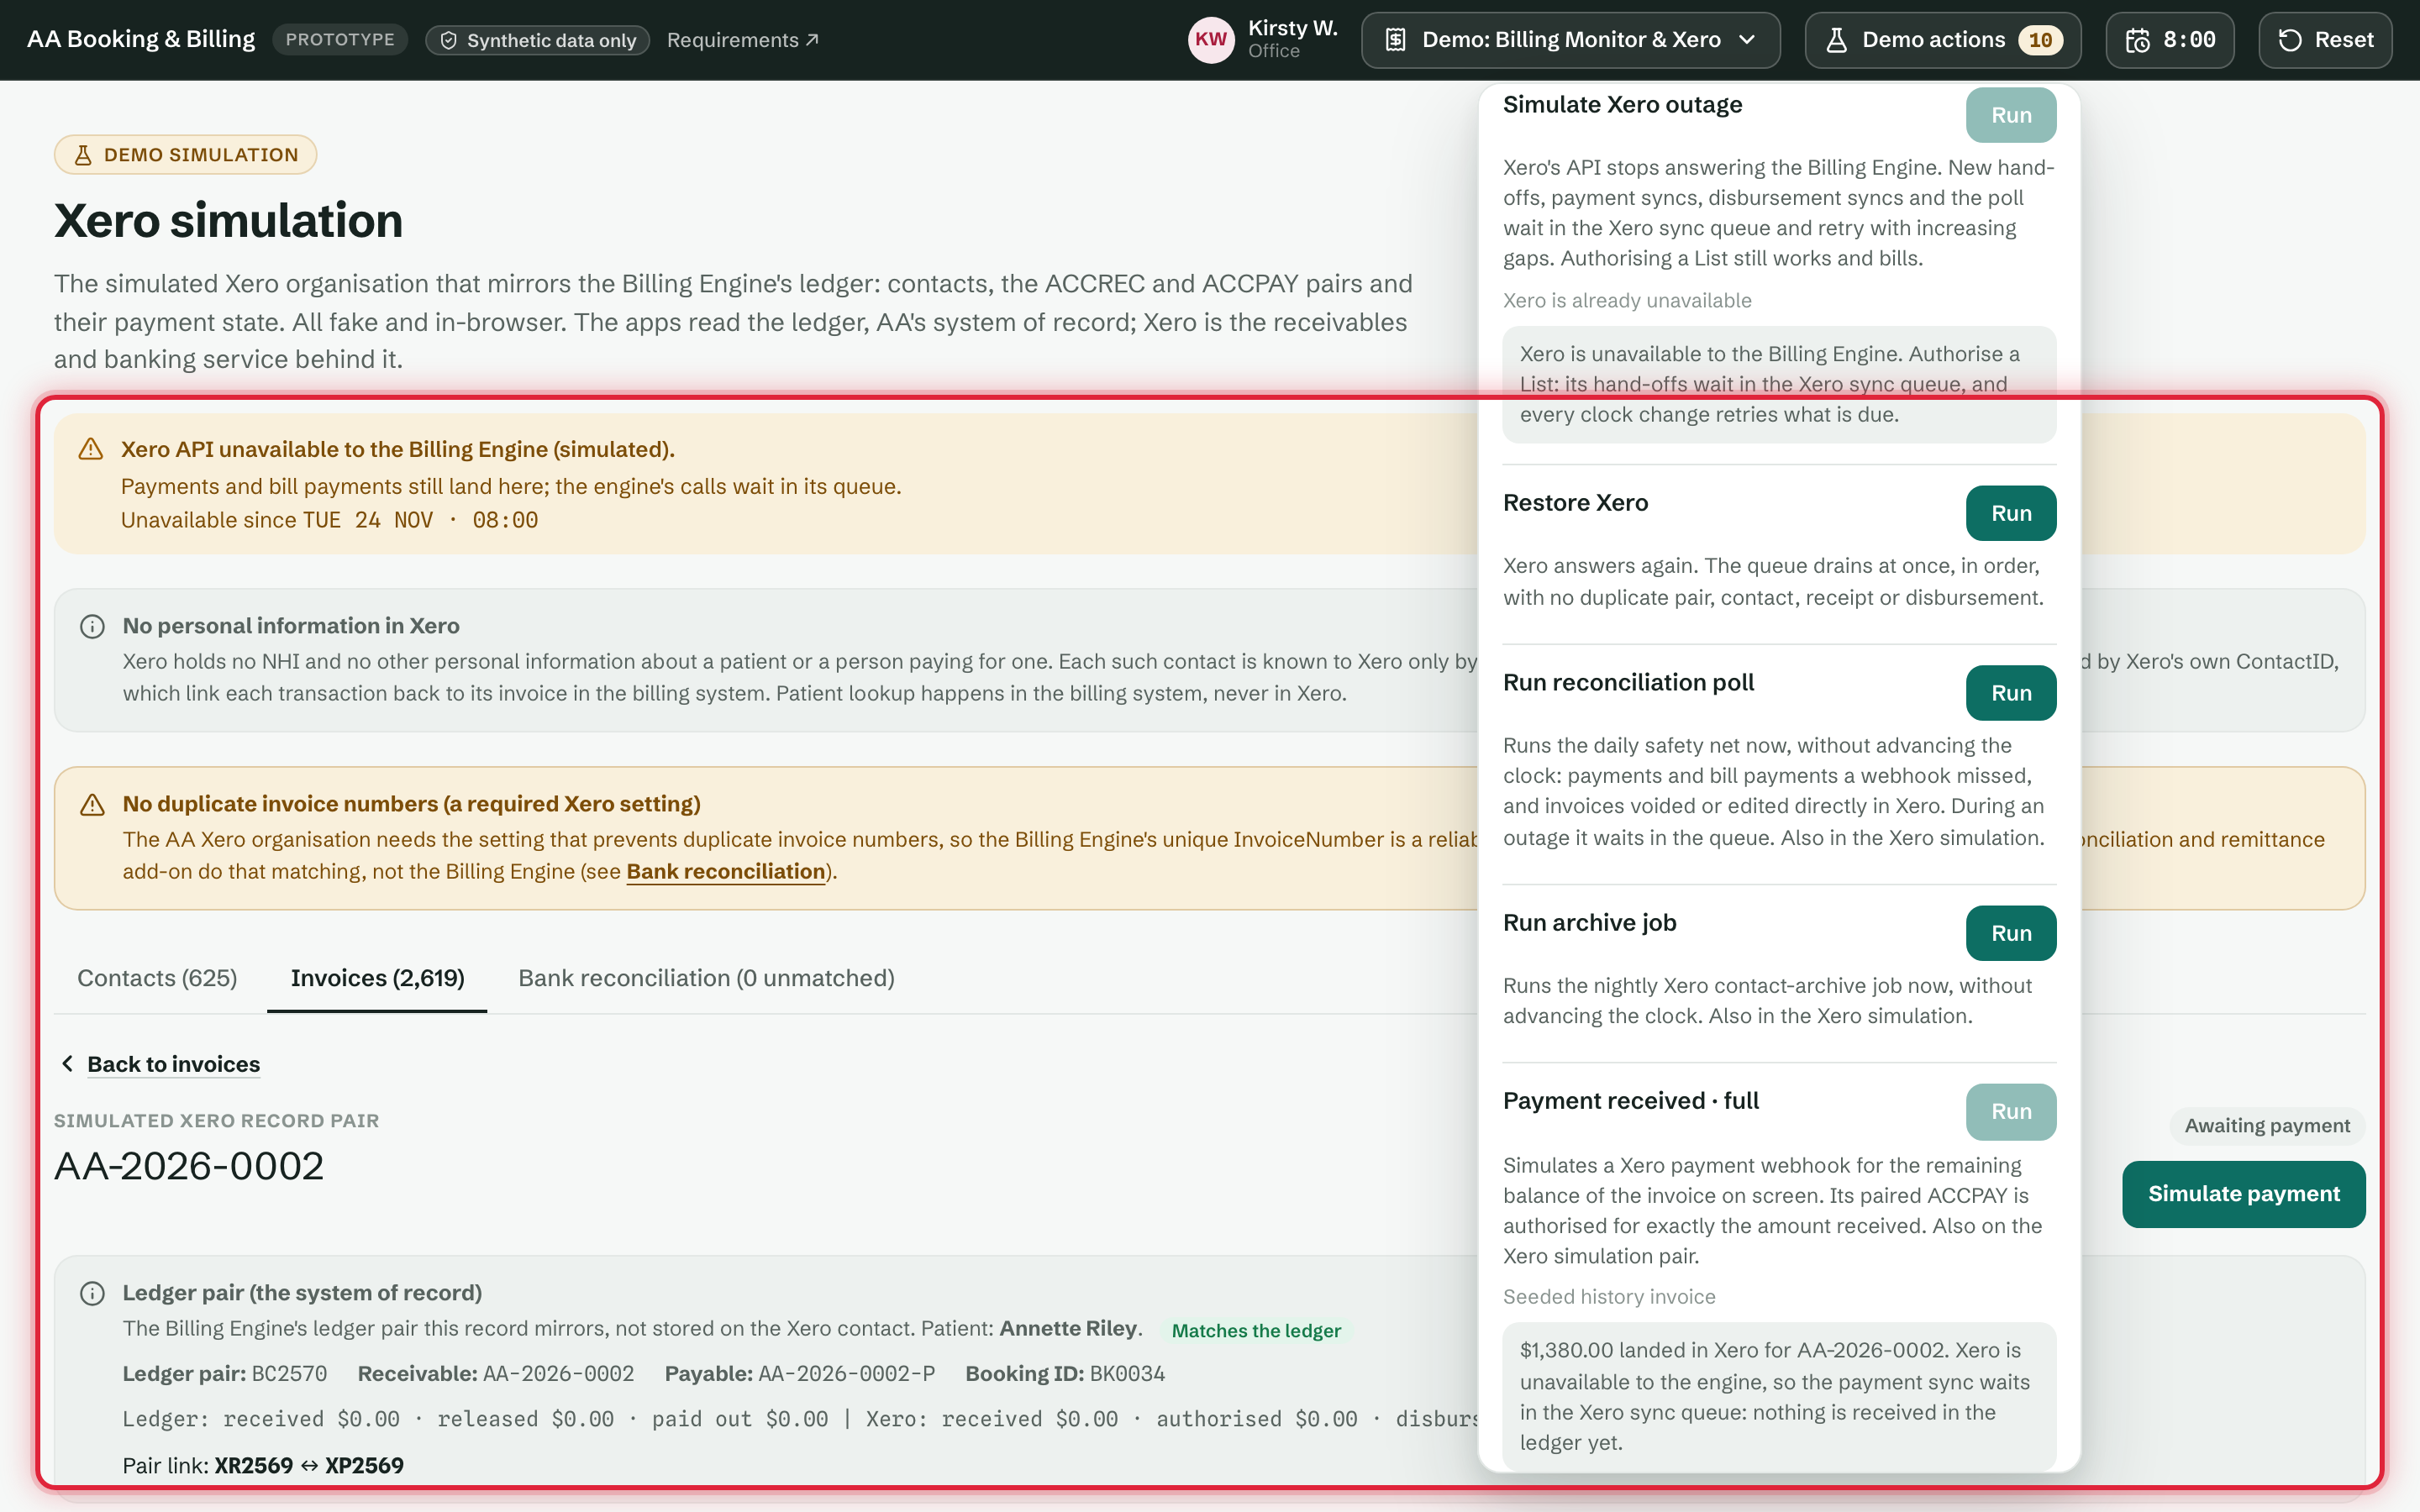 AA Booking & Billing
PROTOTYPE
Synthetic data only
Requirements ↗
KW
Kirsty W.
Office
Demo: Billing Monitor & Xero
Demo actions 10
8:00
Reset
DEMO SIMULATION
Xero simulation
The simulated Xero organisation that mirrors the Billing Engine's ledger: contacts, the ACCREC and ACCPAY pairs and
their payment state. All fake and in-browser. The apps read the ledger, AA's system of record; Xero is the receivables
and banking service behind it.
Xero API unavailable to the Billing Engine (simulated).
Payments and bill payments still land here; the engine's calls wait in its queue.
Unavailable since TUE 24 NOV · 08:00
No personal information in Xero
Xero holds no NHI and no other personal information about a patient or a person paying for one. Each such contact is known to Xero only by
d by Xero's own ContactID,
which link each transaction back to its invoice in the billing system. Patient lookup happens in the billing system, never in Xero.
No duplicate invoice numbers (a required Xero setting)
The AA Xero organisation needs the setting that prevents duplicate invoice numbers, so the Billing Engine's unique InvoiceNumber is a reliab
nciliation and remittance
add-on do that matching, not the Billing Engine (see Bank reconciliation).
Contacts (625)
Invoices (2,619)
Bank reconciliation (0 unmatched)
Back to invoices
SIMULATED XERO RECORD PAIR
AA-2026-0002
Awaiting payment
Simulate payment
Ledger pair (the system of record)
The Billing Engine's ledger pair this record mirrors, not stored on the Xero contact. Patient: Annette Riley. Matches the ledger
Ledger pair: BC2570 Receivable: AA-2026-0002 Payable: AA-2026-0002-P Booking ID: BK0034
Ledger: received $0.00 · released $0.00 · paid out $0.00 | Xero: received $0.00 · authorised $0.00 · disburs
Pair link: XR2569 ↔ XP2569
Simulate Xero outage
Run
Xero's API stops answering the Billing Engine. New hand-
offs, payment syncs, disbursement syncs and the poll
wait in the Xero sync queue and retry with increasing
gaps. Authorising a List still works and bills.
Xero is already unavailable
Xero is unavailable to the Billing Engine. Authorise a
List: its hand-offs wait in the Xero sync queue, and
every clock change retries what is due.
Restore Xero
Run
Xero answers again. The queue drains at once, in order,
with no duplicate pair, contact, receipt or disbursement.
Run reconciliation poll
Run
Runs the daily safety net now, without advancing the
clock: payments and bill payments a webhook missed,
and invoices voided or edited directly in Xero. During an
outage it waits in the queue. Also in the Xero simulation.
Run archive job
Run
Runs the nightly Xero contact-archive job now, without
advancing the clock. Also in the Xero simulation.
Payment received · full
Run
Simulates a Xero payment webhook for the remaining
balance of the invoice on screen. Its paired ACCPAY is
authorised for exactly the amount received. Also on the
Xero simulation pair.
Seeded history invoice
$1,380.00 landed in Xero for AA-2026-0002. Xero is
unavailable to the engine, so the payment sync waits
in the Xero sync queue: nothing is received in the
ledger yet.